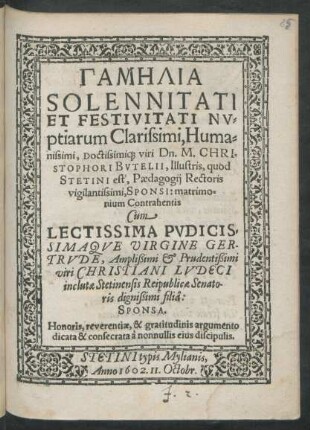 ΓΑΜΗΛΙΑ
SOLENNITATI
ET FESTIVITATI NV-
ptiarum Clarissimi, Huma-
nissimi, Doctissimiq; viri Dn. M. CHRI-
STOPHORI BVTELII, Illustris, quod
STETINI est, Pædagogij Rectoris
vigilantissimi, SPONSI: matrimo-
nium Contrahentis
Cum
LECTISSIMA PVDICIS-
SIMAQVE VIRGINE GER-
TRVDE, Amplissimi & Prudentissimi
viri CHRISTIANI LVDECI
inclutæ Stetinensis Reipublicæ Senato-
ris dignissimi filiâ:
SPONSA.
Honoris, reverentiæ, & gratitudinis argumento
dicata & consecrata à nonnullis eius discipulis.
STETINI typis Mylianis,
Anno 1602. 11. Octobr.